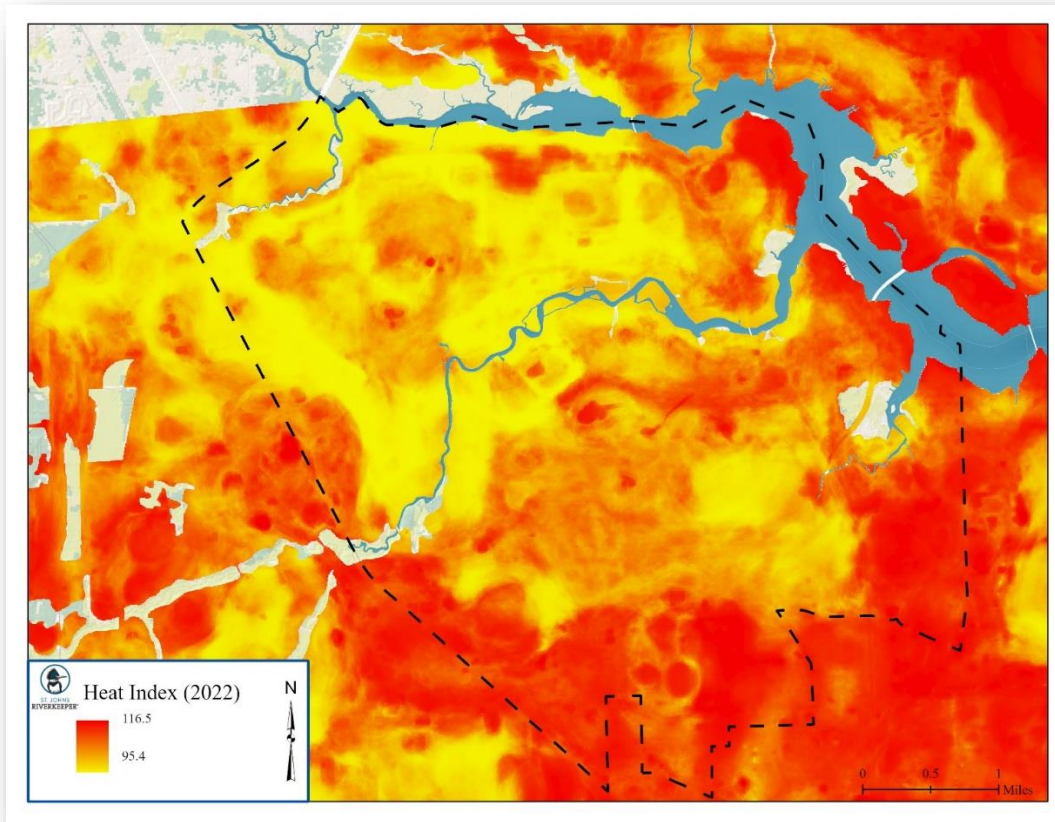 ST. JOHNS
RIVERKEEPER
Heat Index (2022)
116.5
95.4
N
0 0.5 1
Miles